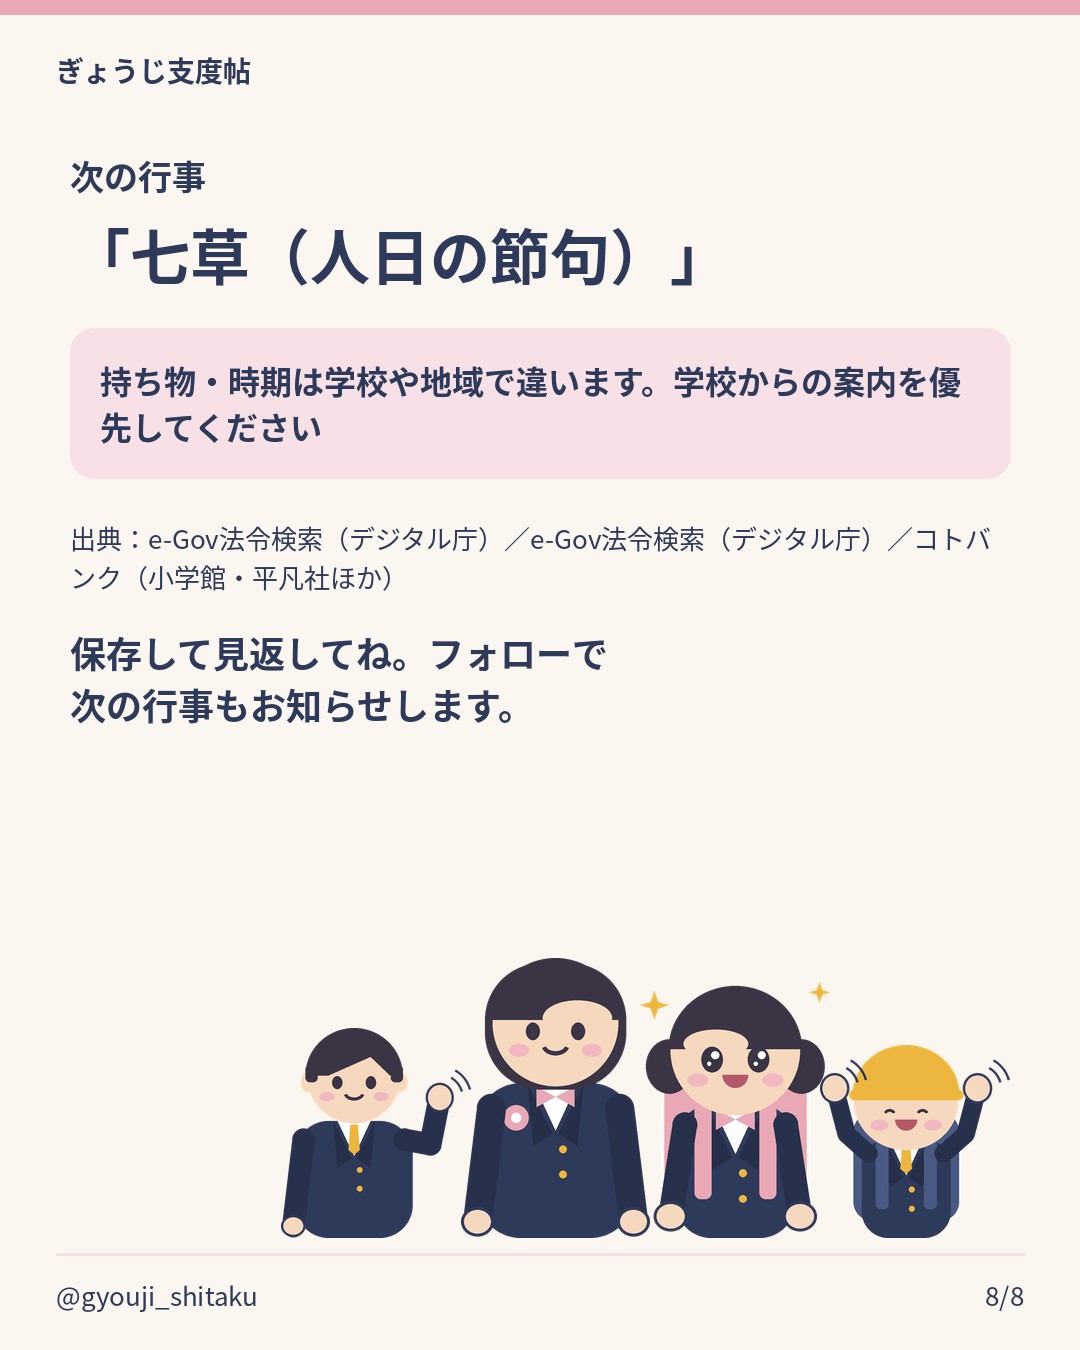 ぎょうじ支度帖
次の行事
「七草（人日の節句）」
持ち物・時期は学校や地域で違います。学校からの案内を優
先してください
出典：e-Gov法令検索（デジタル庁）／e-Gov法令検索（デジタル庁）／コトバ
ンク（小学館・平凡社ほか）
保存して見返してね。フォローで
次の行事もお知らせします。
@gyouji_shitaku
8/8